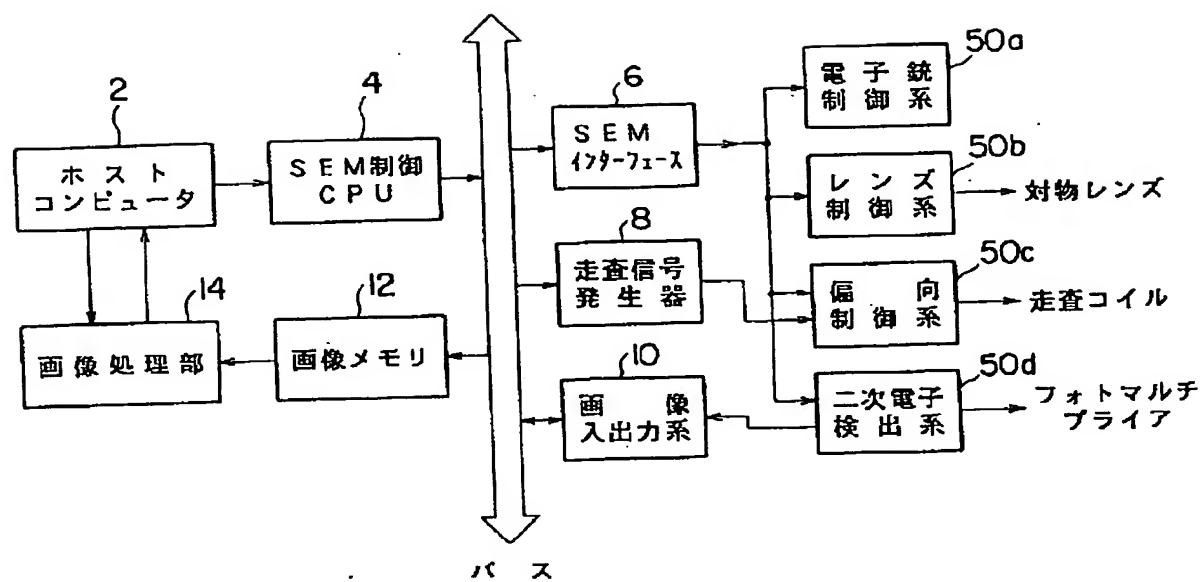 2
ホスト
コンピュータ
4
SEM制御
CPU
6
SEM
インターフェース
50a
電子銃
制御系
50b
レンズ
制御系
対物レンズ
8
走査信号
発生器
50c
偏向
制御系
走査コイル
14
画像処理部
12
画像メモリ
10
画像
入出力系
50d
二次電子
検出系
フォトマルチ
プライア
バス